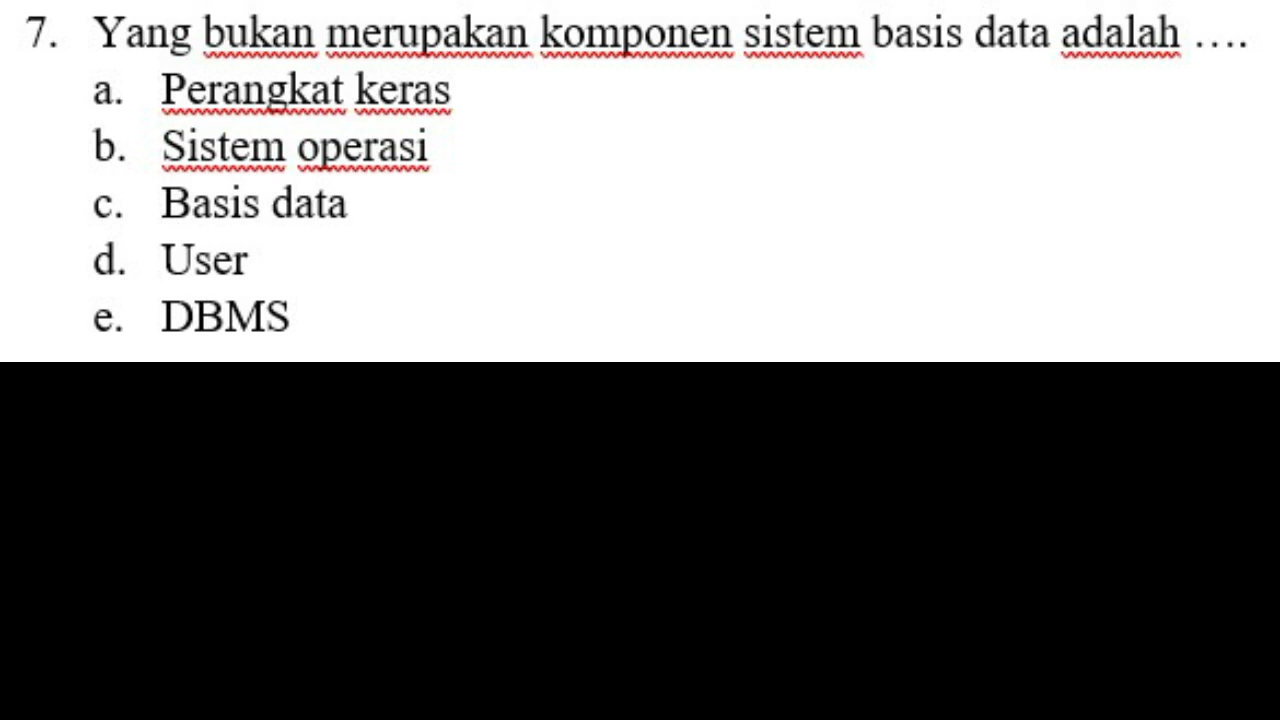 7. Yang bukan merupakan komponen sistem basis data adalah ….
a. Perangkat keras
b. Sistem operasi
c. Basis data
d. User
e. DBMS